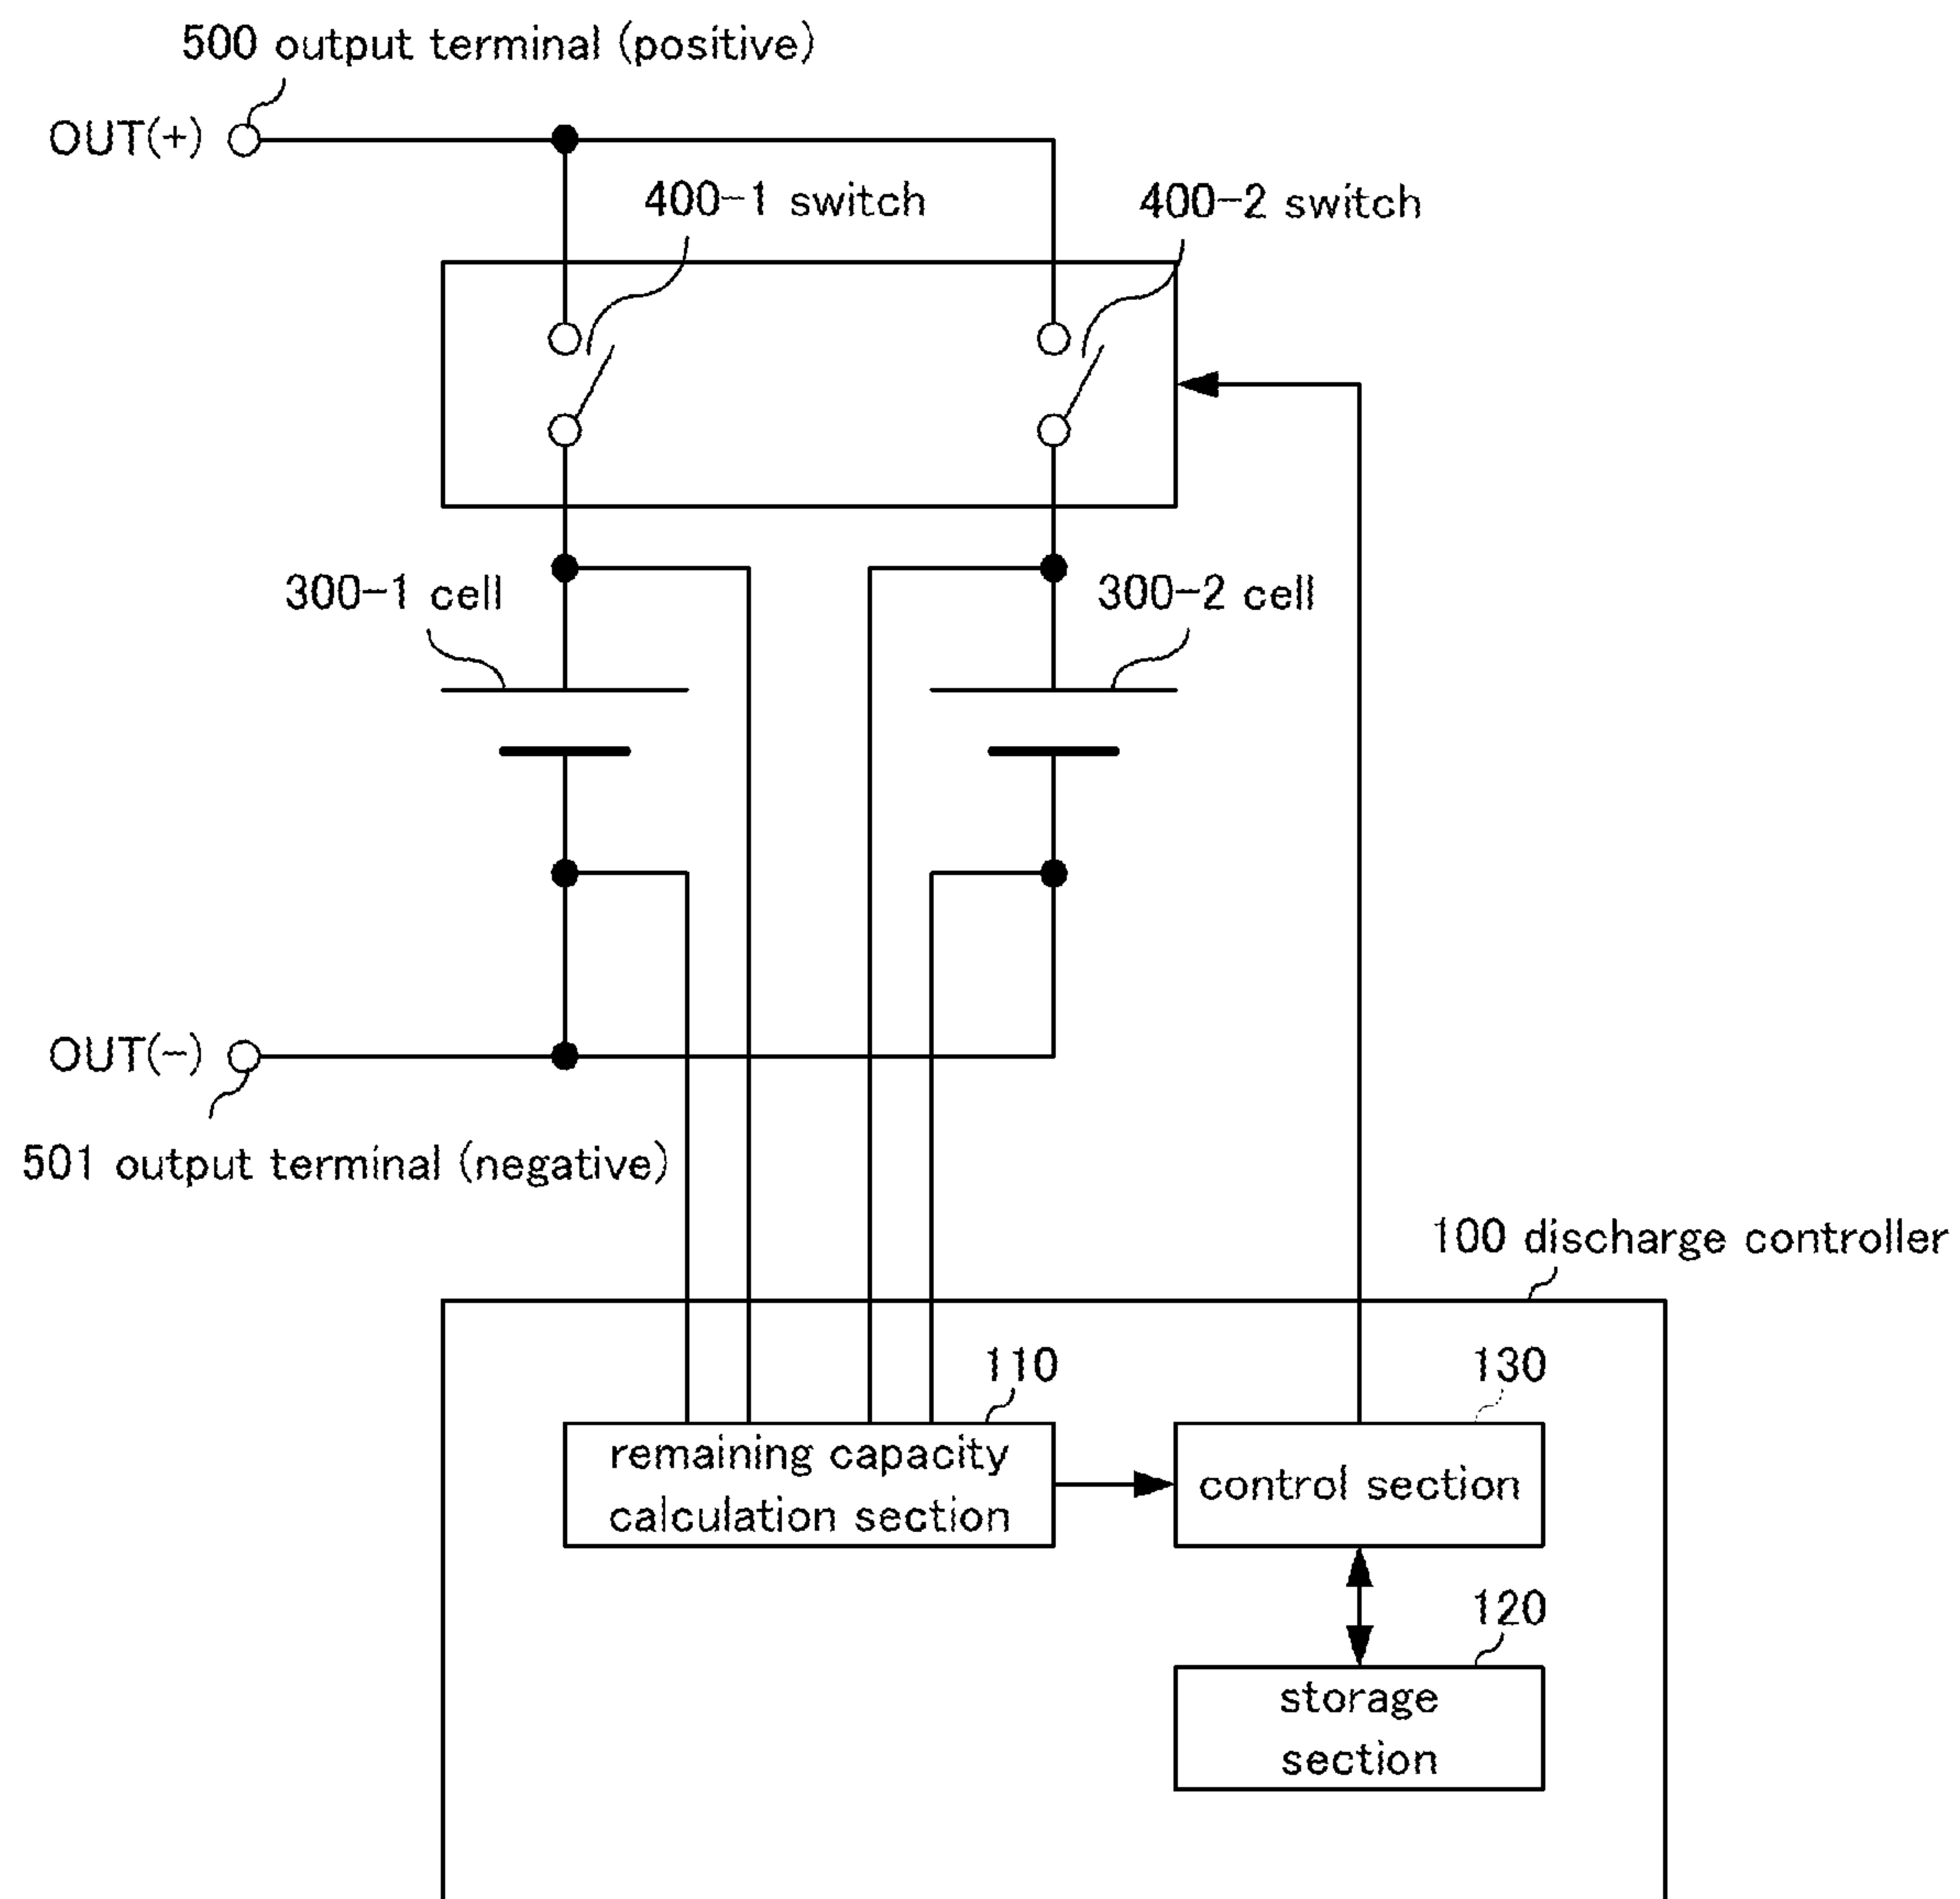 500 output terminal (positive)
OUT(+)
400-1 switch
400-2 switch
300-1 cell
300-2 cell
OUT(-)
501 output terminal (negative)
100 discharge controller
110
130
remaining capacity
calculation section
control section
120
storage
section